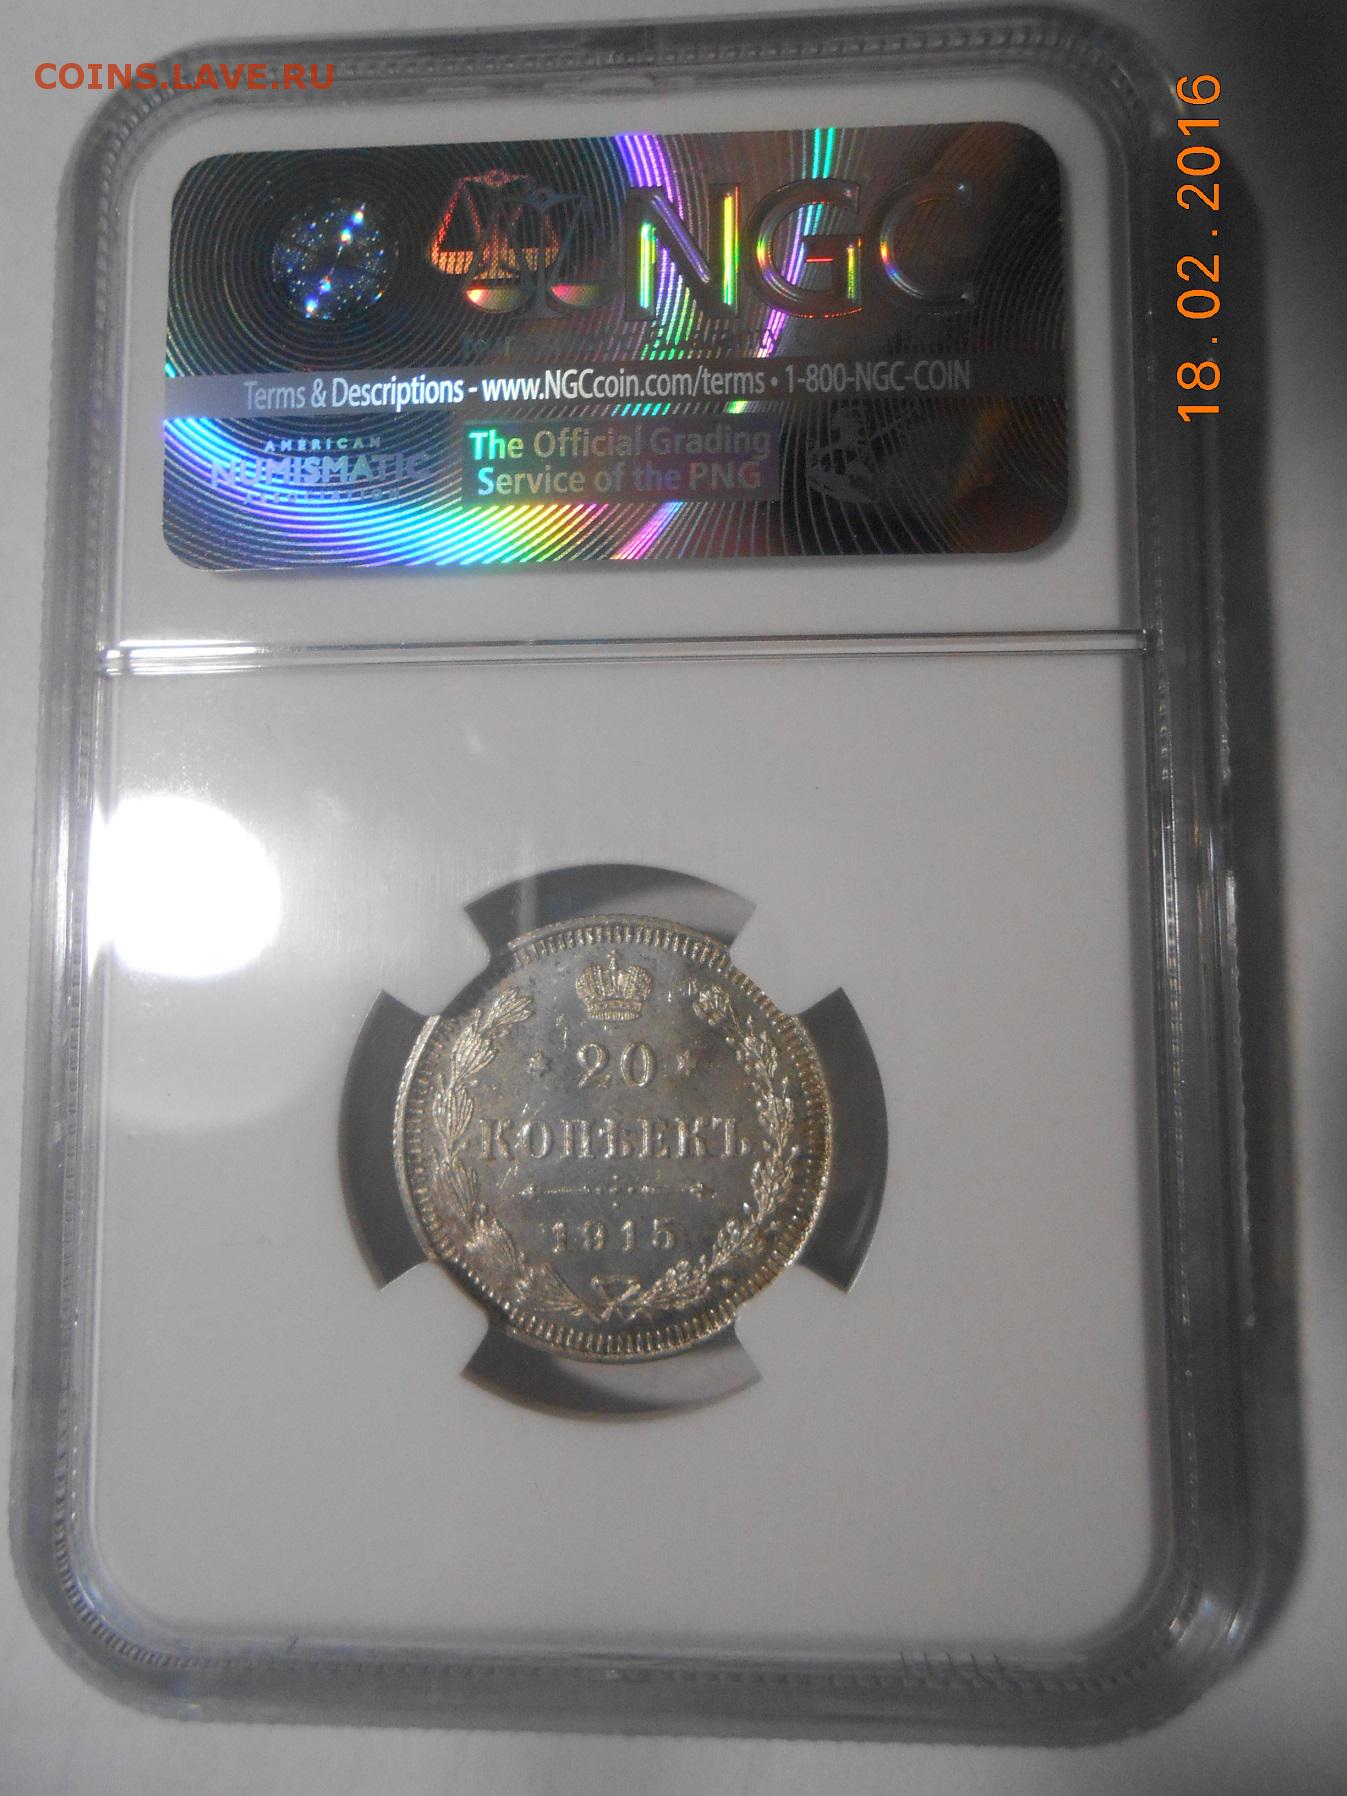 COINS.LAVE.RU
18.02.2016
NGC
Terms & Descriptions - www.NGCcoin.com/terms • 1-800-NGC-COIN
AMERICAN
NUMISMATIC
ASSOCIATION
The Official Grading
Service of the PNG
20
КОПѢЕКЪ
1915